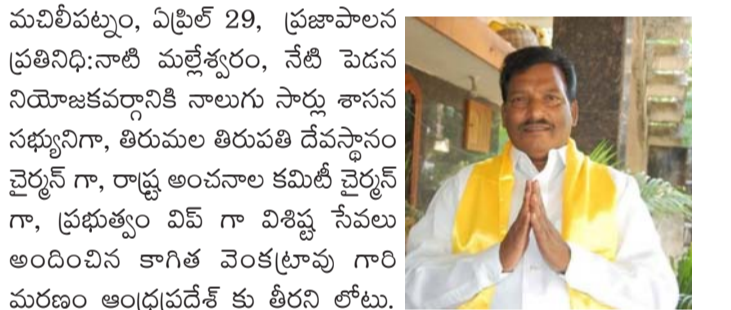 మచిలీపట్నం, ఏప్రిల్ 29, ప్రజాపాలన
ప్రతినిధి:నాటి మల్లేశ్వరం, నేటి పెడన
నియోజకవర్గానికి నాలుగు సార్లు శాసన
సభ్యునిగా, తిరుమల తిరుపతి దేవస్థానం
చైర్మన్ గా, రాష్ట్ర అంచనాల కమిటీ చైర్మన్
గా, ప్రభుత్వం విప్ గా విశిష్ట సేవలు
అందించిన కాగిత వెంకట్రావు గారి
మరణం ఆంధ్రప్రదేశ్ కు తీరని లోటు.